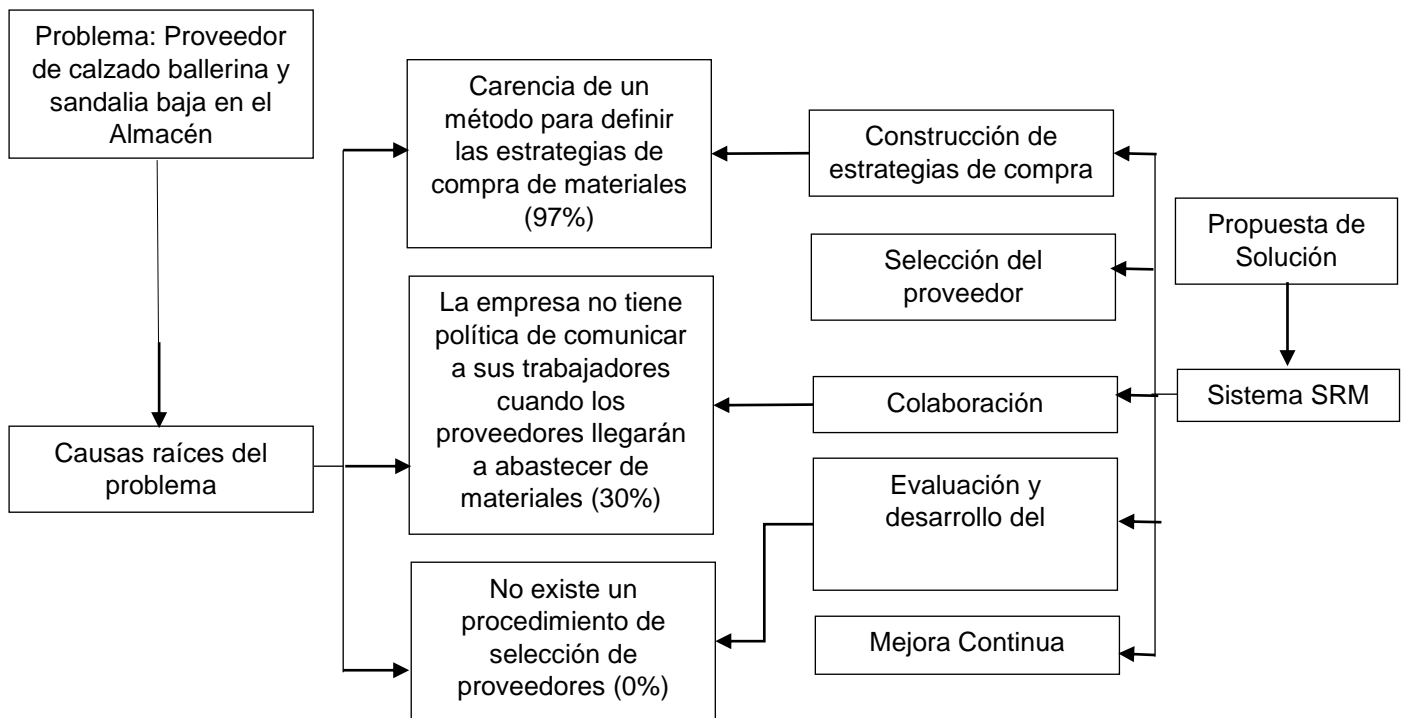 Problema: Proveedor
de calzado ballerina y
sandalia baja en el
Almacén
Causas raíces del
problema
Carencia de un
método para definir
las estrategias de
compra de materiales
(97%)
La empresa no tiene
política de comunicar
a sus trabajadores
cuando los
proveedores llegarán
a abastecer de
materiales (30%)
No existe un
procedimiento de
selección de
proveedores (0%)
Construcción de
estrategias de compra
Selección del
proveedor
Colaboración
Evaluación y
desarrollo del
Mejora Continua
Propuesta de
Solución
Sistema SRM